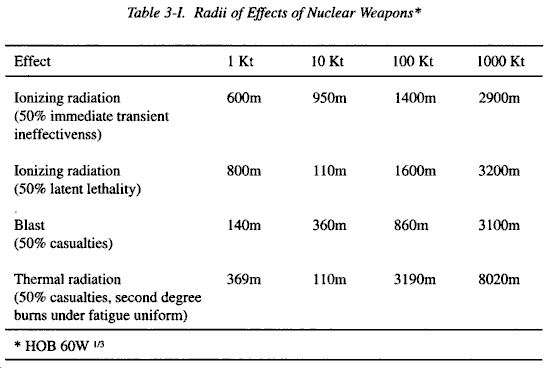 Table 3-I. Radii of Effects of Nuclear Weapons*
Effect 1 Kt 10 Kt 100 Kt 1000 Kt
Ionizing radiation 600m 950m 1400m 2900m
(50% immediate transient
ineffectivenss)
Ionizing radiation 800m 110m 1600m 3200m
(50% latent lethality)
Blast 140m 360m 860m 3100m
(50% casualties)
Thermal radiation 369m 110m 3190m 8020m
(50% casualties, second degree
burns under fatigue uniform)
* HOB 60W 1/3